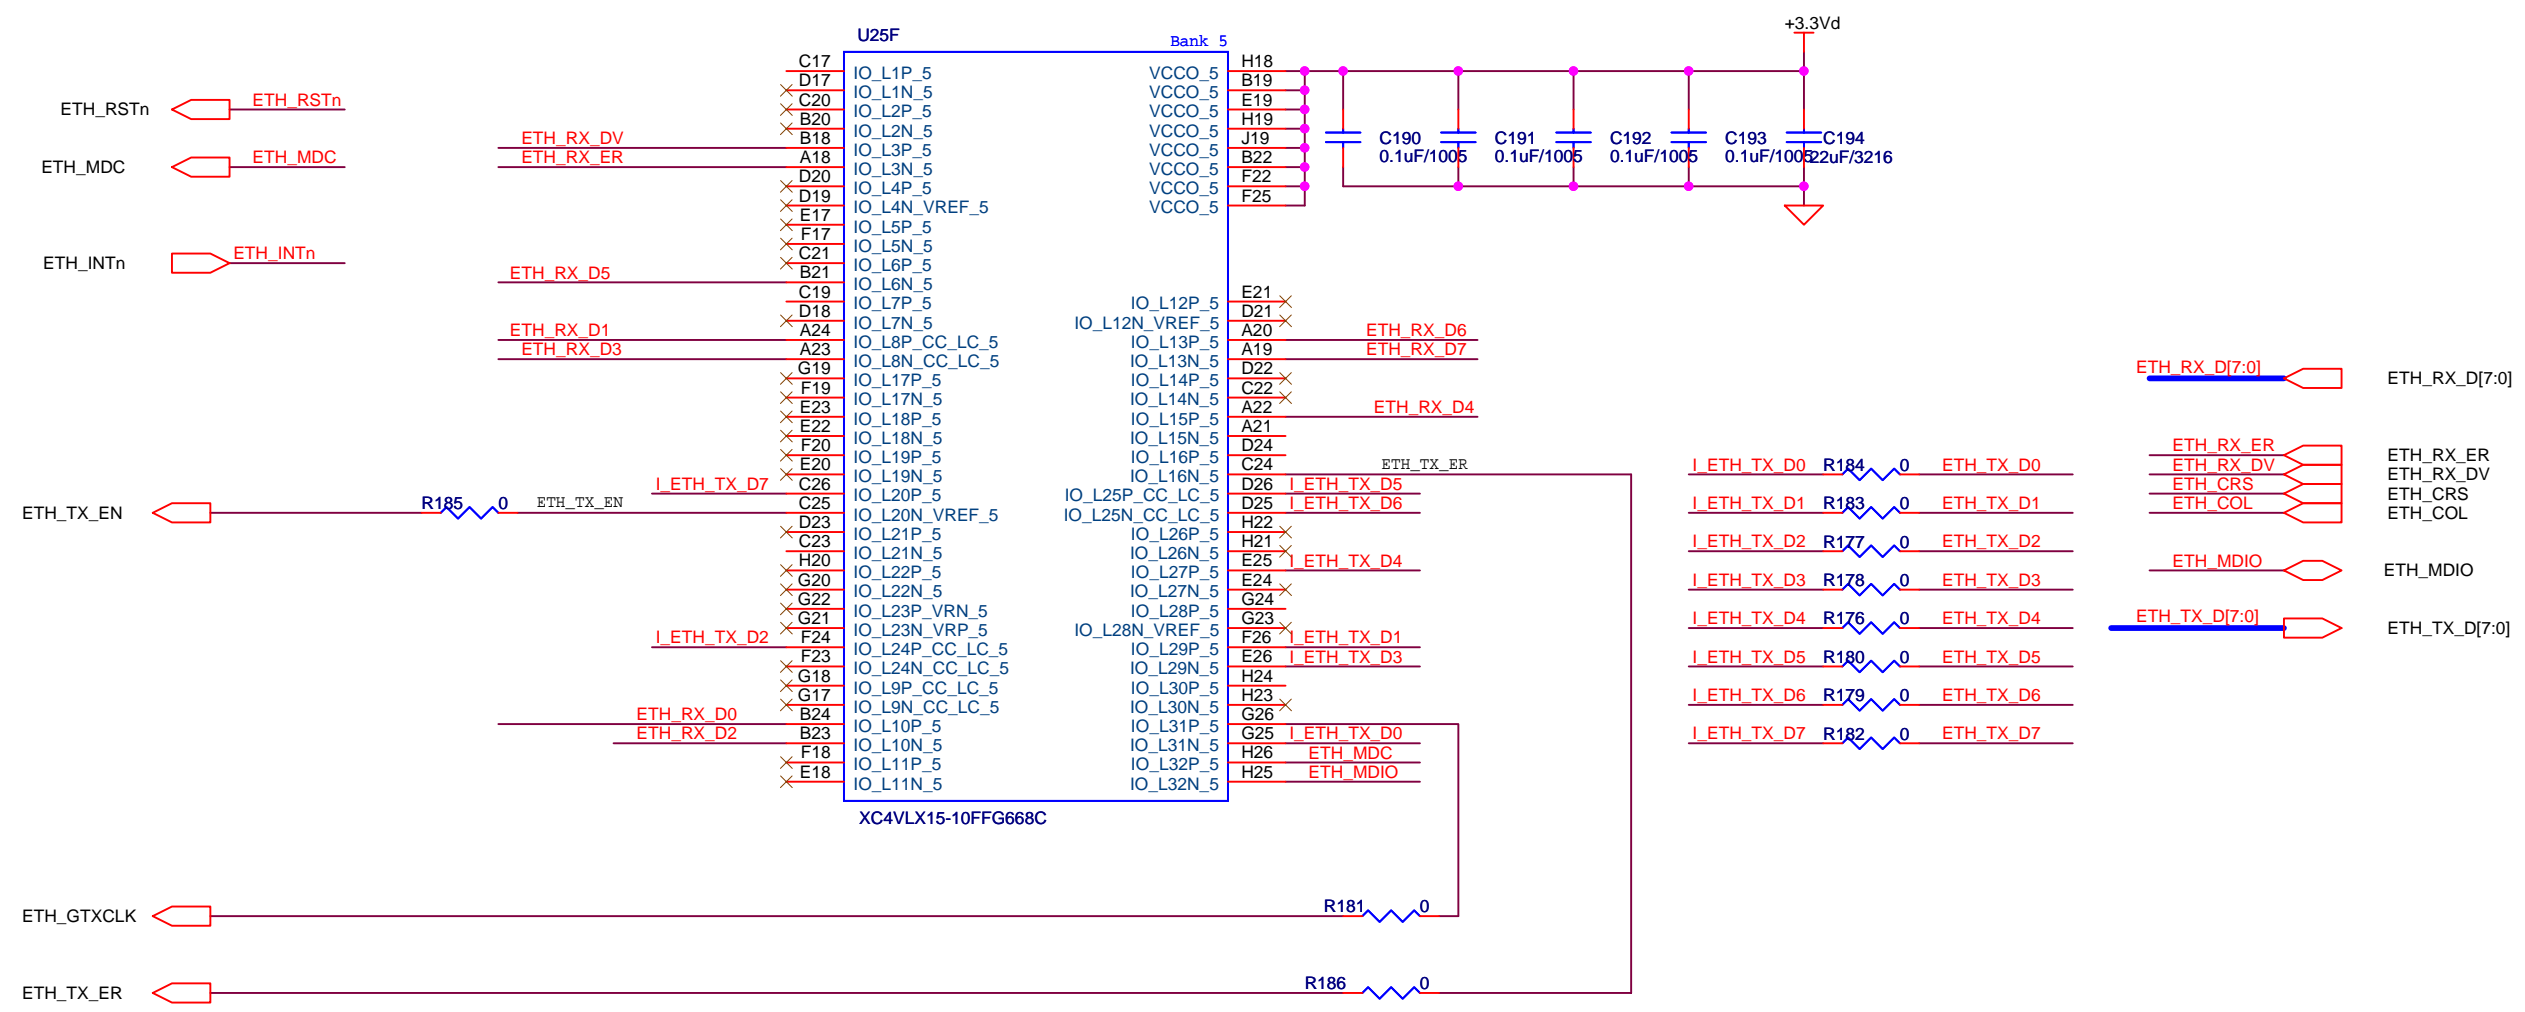 +3.3Vd
U25F
Bank 5
C17 IO_L1P_5
D17 IO_L1N_5
C20 IO_L2P_5
B20 IO_L2N_5
ETH_RX_DV B18 IO_L3P_5
ETH_RX_ER A18 IO_L3N_5
D20 IO_L4P_5
D19 IO_L4N_VREF_5
E17 IO_L5P_5
F17 IO_L5N_5
C21 IO_L6P_5
ETH_RX_D5 B21 IO_L6N_5
C19 IO_L7P_5
D18 IO_L7N_5
ETH_RX_D1 A24 IO_L8P_CC_LC_5
ETH_RX_D3 A23 IO_L8N_CC_LC_5
G19 IO_L17P_5
F19 IO_L17N_5
E23 IO_L18P_5
E22 IO_L18N_5
F20 IO_L19P_5
E20 IO_L19N_5
I_ETH_TX_D7 C26 IO_L20P_5
ETH_TX_EN R185 0 ETH_TX_EN C25 IO_L20N_VREF_5
D23 IO_L21P_5
C23 IO_L21N_5
H20 IO_L22P_5
G20 IO_L22N_5
G22 IO_L23P_VRN_5
G21 IO_L23N_VRP_5
I_ETH_TX_D2 F24 IO_L24P_CC_LC_5
F23 IO_L24N_CC_LC_5
G18 IO_L9P_CC_LC_5
G17 IO_L9N_CC_LC_5
ETH_RX_D0 B24 IO_L10P_5
ETH_RX_D2 B23 IO_L10N_5
F18 IO_L11P_5
E18 IO_L11N_5
ETH_RSTn ETH_RSTn
ETH_MDC ETH_MDC
ETH_INTn ETH_INTn
VCCO_5 H18
VCCO_5 B19
VCCO_5 E19
VCCO_5 H19
VCCO_5 J19
VCCO_5 B22
VCCO_5 F22
VCCO_5 F25
C190
0.1uF/1005
C191
0.1uF/1005
C192
0.1uF/1005
C193
0.1uF/1005
C194
22uF/3216
IO_L12P_5 E21
IO_L12N_VREF_5 D21
IO_L13P_5 A20 ETH_RX_D6
IO_L13N_5 A19 ETH_RX_D7
IO_L14P_5 D22
IO_L14N_5 C22
IO_L15P_5 A22 ETH_RX_D4
IO_L15N_5 A21
IO_L16P_5 D24
IO_L16N_5 C24 ETH_TX_ER
IO_L25P_CC_LC_5 D26 I_ETH_TX_D5
IO_L25N_CC_LC_5 D25 I_ETH_TX_D6
IO_L26P_5 H22
IO_L26N_5 H21
IO_L27P_5 E25 I_ETH_TX_D4
IO_L27N_5 E24
IO_L28P_5 G24
IO_L28N_VREF_5 G23
IO_L29P_5 F26 I_ETH_TX_D1
IO_L29N_5 E26 I_ETH_TX_D3
IO_L30P_5 H24
IO_L30N_5 H23
IO_L31P_5 G26
IO_L31N_5 G25 I_ETH_TX_D0
IO_L32P_5 H26 ETH_MDC
IO_L32N_5 H25 ETH_MDIO
XC4VLX15-10FFG668C
I_ETH_TX_D0 R184 0 ETH_TX_D0
I_ETH_TX_D1 R183 0 ETH_TX_D1
I_ETH_TX_D2 R177 0 ETH_TX_D2
I_ETH_TX_D3 R178 0 ETH_TX_D3
I_ETH_TX_D4 R176 0 ETH_TX_D4
I_ETH_TX_D5 R180 0 ETH_TX_D5
I_ETH_TX_D6 R179 0 ETH_TX_D6
I_ETH_TX_D7 R182 0 ETH_TX_D7
ETH_RX_D[7:0] ETH_RX_D[7:0]
ETH_RX_ER ETH_RX_ER
ETH_RX_DV ETH_RX_DV
ETH_CRS ETH_CRS
ETH_COL ETH_COL
ETH_MDIO ETH_MDIO
ETH_TX_D[7:0] ETH_TX_D[7:0]
ETH_GTXCLK R181 0
ETH_TX_ER R186 0